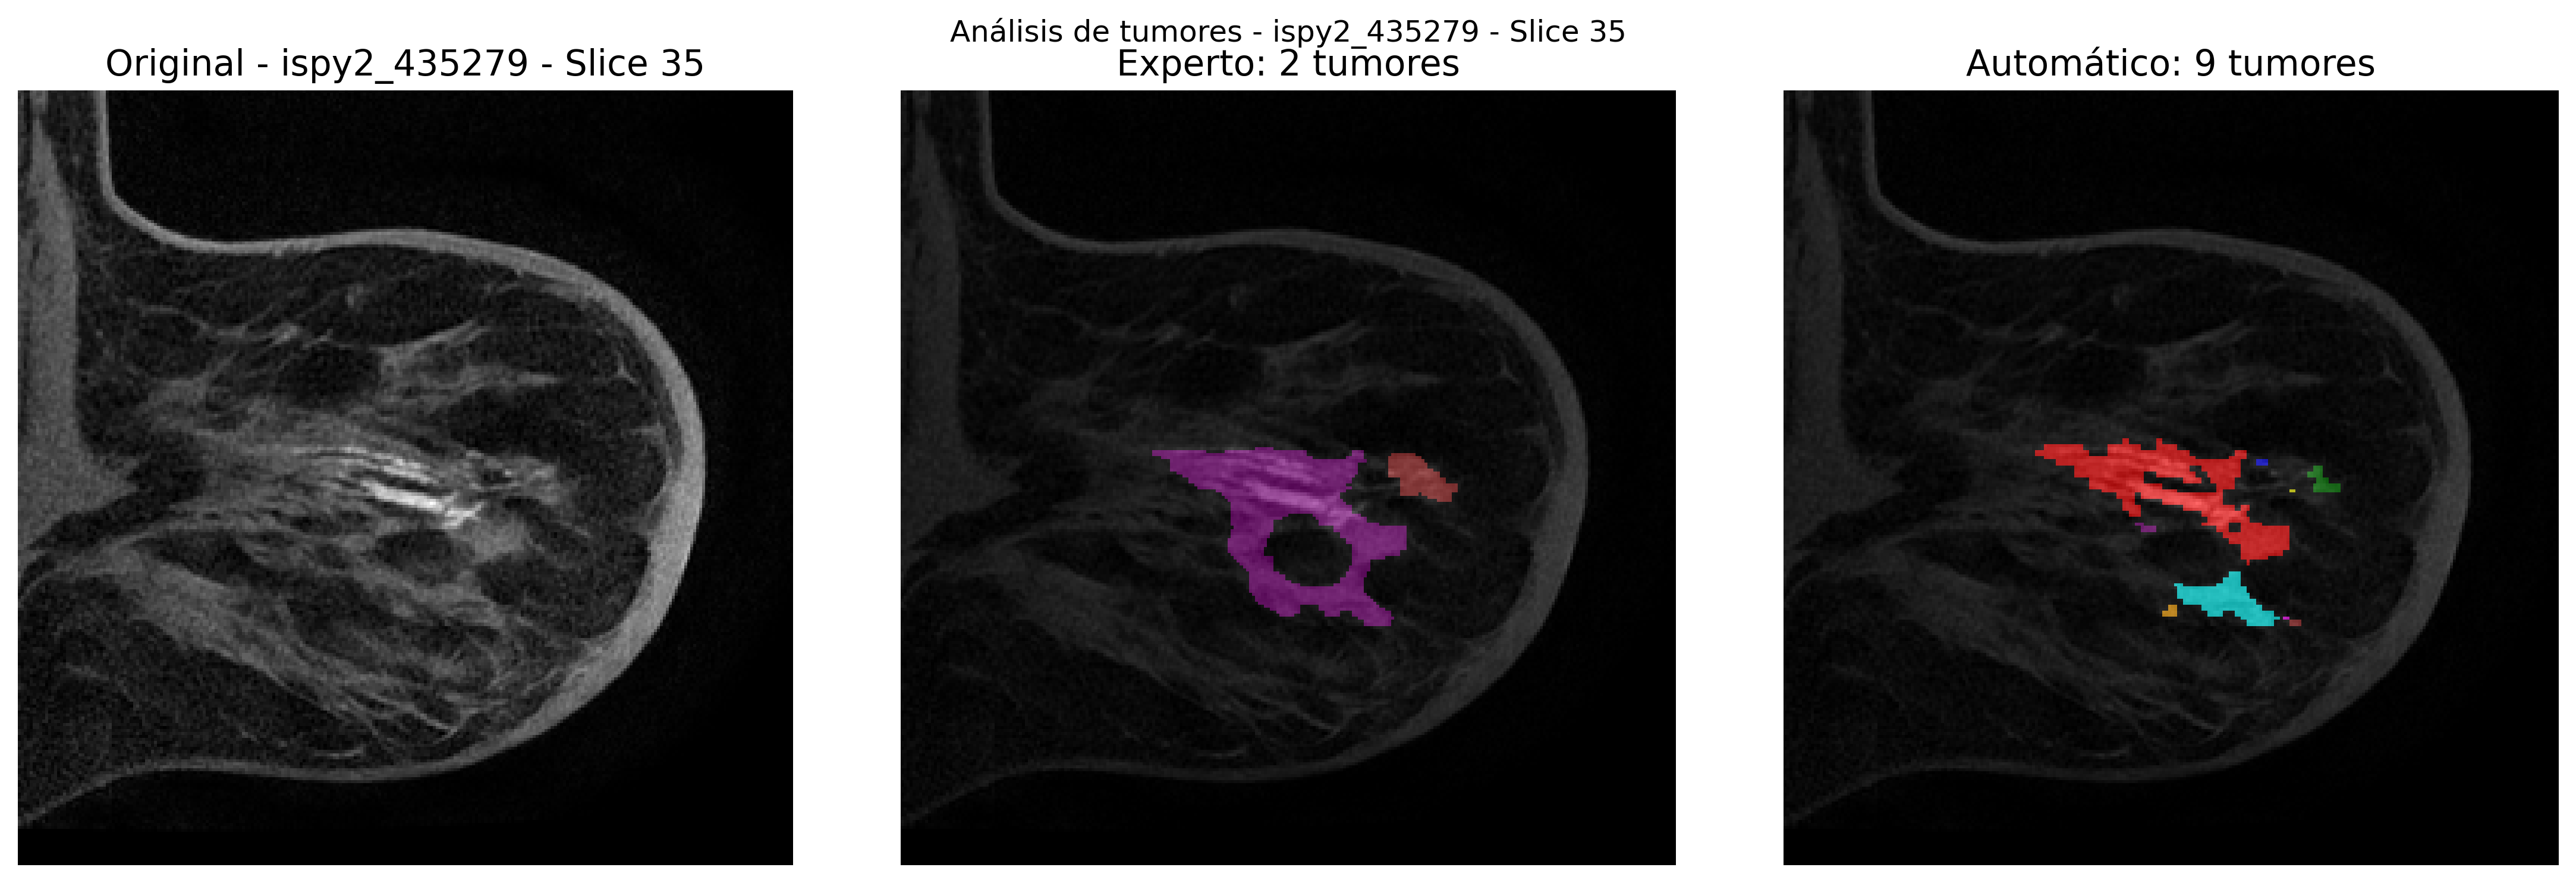 Análisis de tumores - ispy2_435279 - Slice 35
Original - ispy2_435279 - Slice 35
Experto: 2 tumores
Automático: 9 tumores